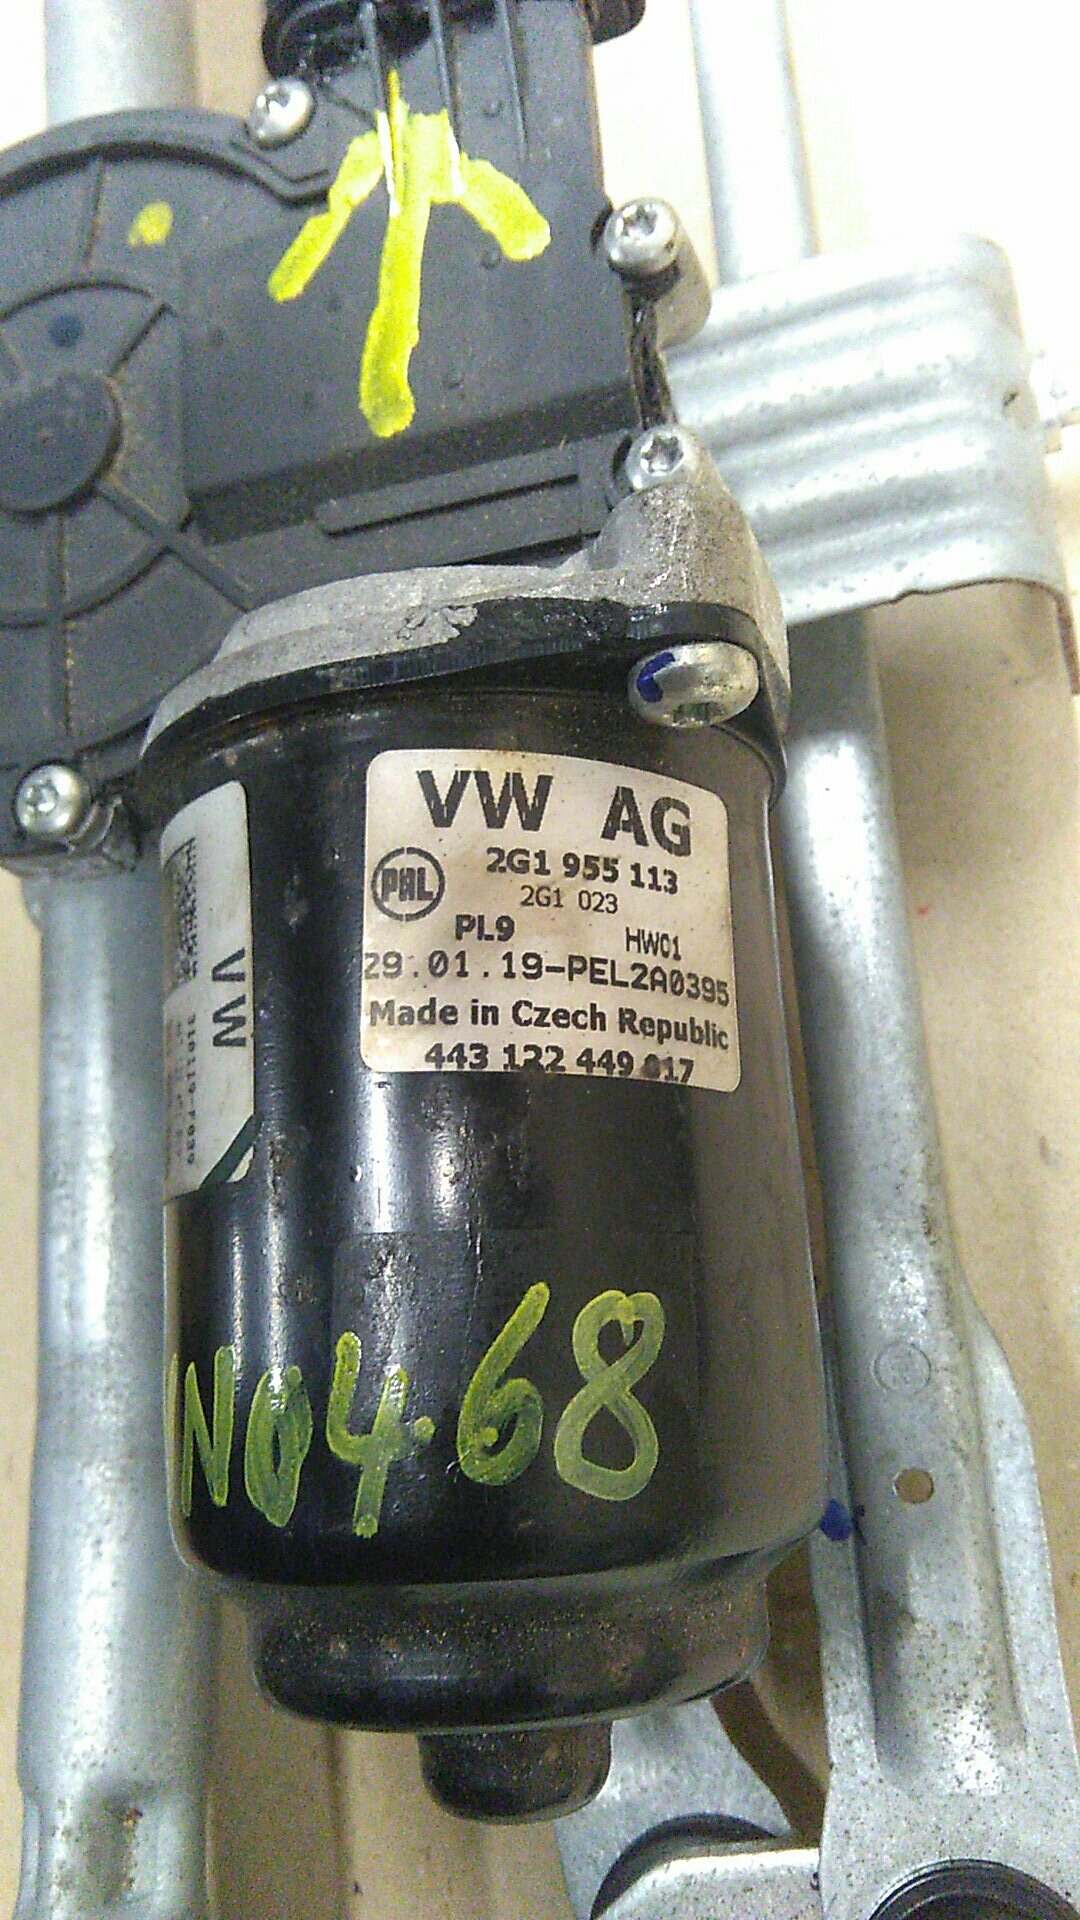 VW AG
PAL
2G1 955 113
2G1 023
PL9 HW01
29.01.19-PEL2A0395
Made in Czech Republic
443 122 449 017
VW
N04.68